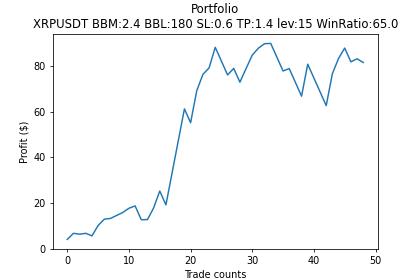 Portfolio
XRPUSDT BBM:2.4 BBL:180 SL:0.6 TP:1.4 lev:15 WinRatio:65.0
80
60
40
20
0
Profit ($)
0 10 20 30 40 50
Trade counts